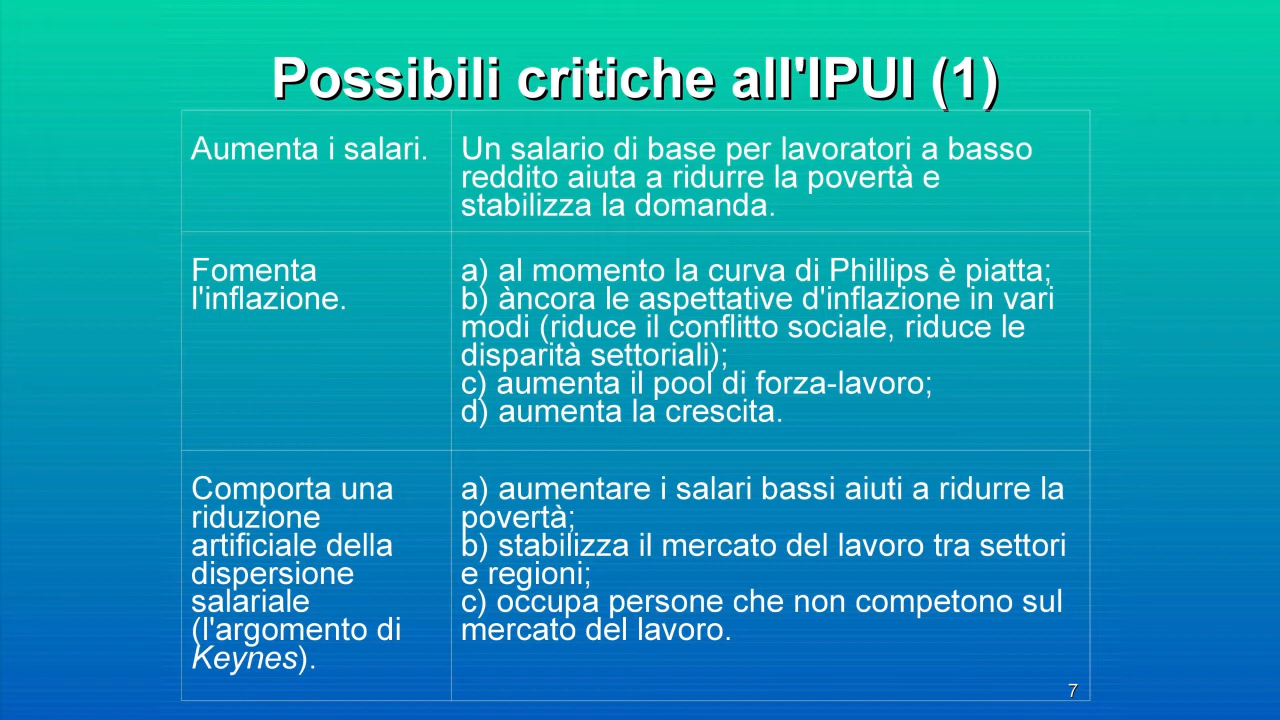 Possibili critiche all'IPUI (1)
Aumenta i salari.
Un salario di base per lavoratori a basso
reddito aiuta a ridurre la povertà e
stabilizza la domanda.
Fomenta
l'inflazione.
a) al momento la curva di Phillips è piatta;
b) àncora le aspettative d'inflazione in vari
modi (riduce il conflitto sociale, riduce le
disparità settoriali);
c) aumenta il pool di forza-lavoro;
d) aumenta la crescita.
Comporta una
riduzione
artificiale della
dispersione
salariale
(l'argomento di
Keynes).
a) aumentare i salari bassi aiuti a ridurre la
povertà;
b) stabilizza il mercato del lavoro tra settori
e regioni;
c) occupa persone che non competono sul
mercato del lavoro.
7